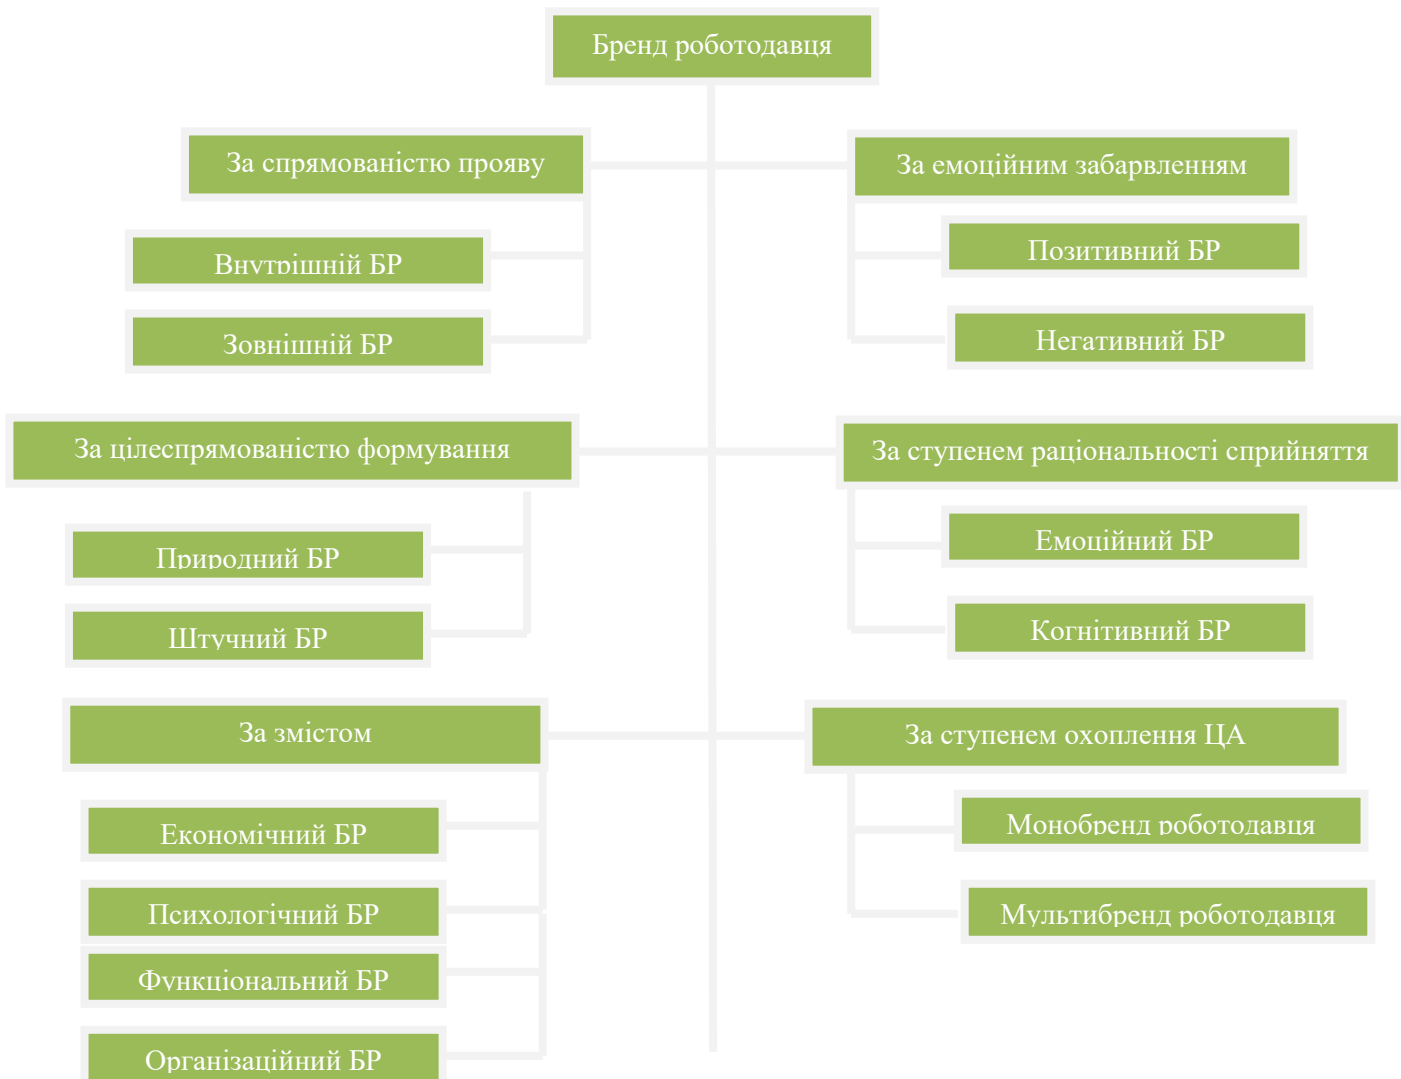 Бренд роботодавця
За спрямованістю прояву
Внутрішній БР
Зовнішній БР
За емоційним забарвленням
Позитивний БР
Негативний БР
За цілеспрямованістю формування
Природний БР
Штучний БР
За ступенем раціональності сприйняття
Емоційний БР
Когнітивний БР
За змістом
Економічний БР
Психологічний БР
Функціональний БР
Організаційний БР
За ступенем охоплення ЦА
Монобренд роботодавця
Мультибренд роботодавця